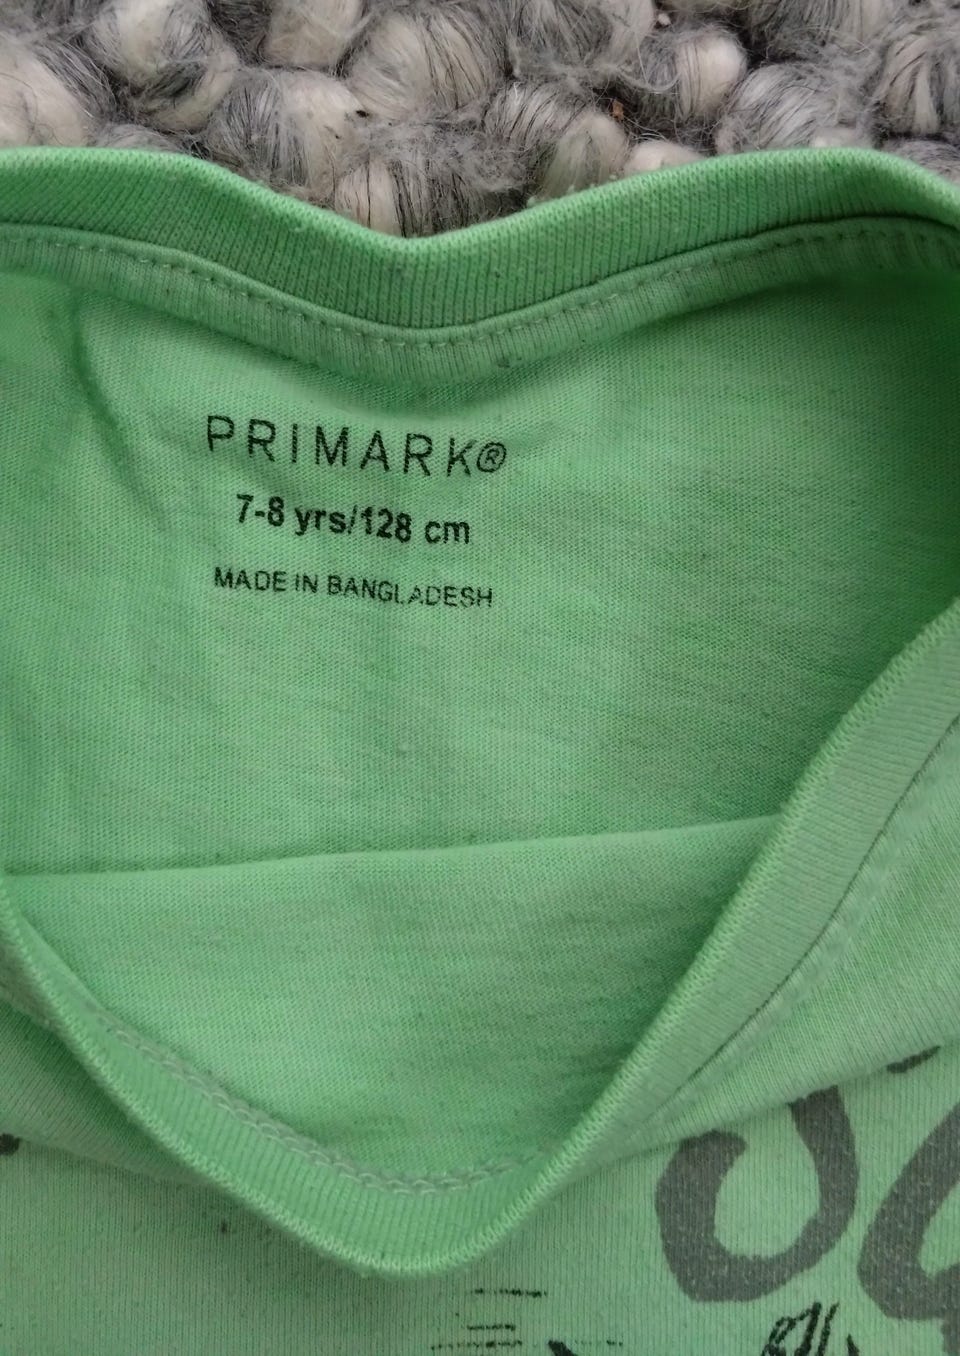 PRIMARK®
7-8 yrs/128 cm
MADE IN BANGLADESH